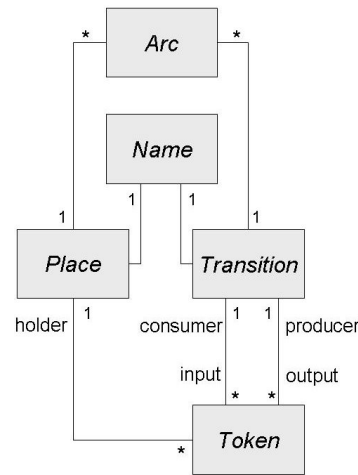 Arc
* *
Name
1 1
1 1
Place Transition
holder 1 consumer 1 1 producer
input output
* *
Token
*